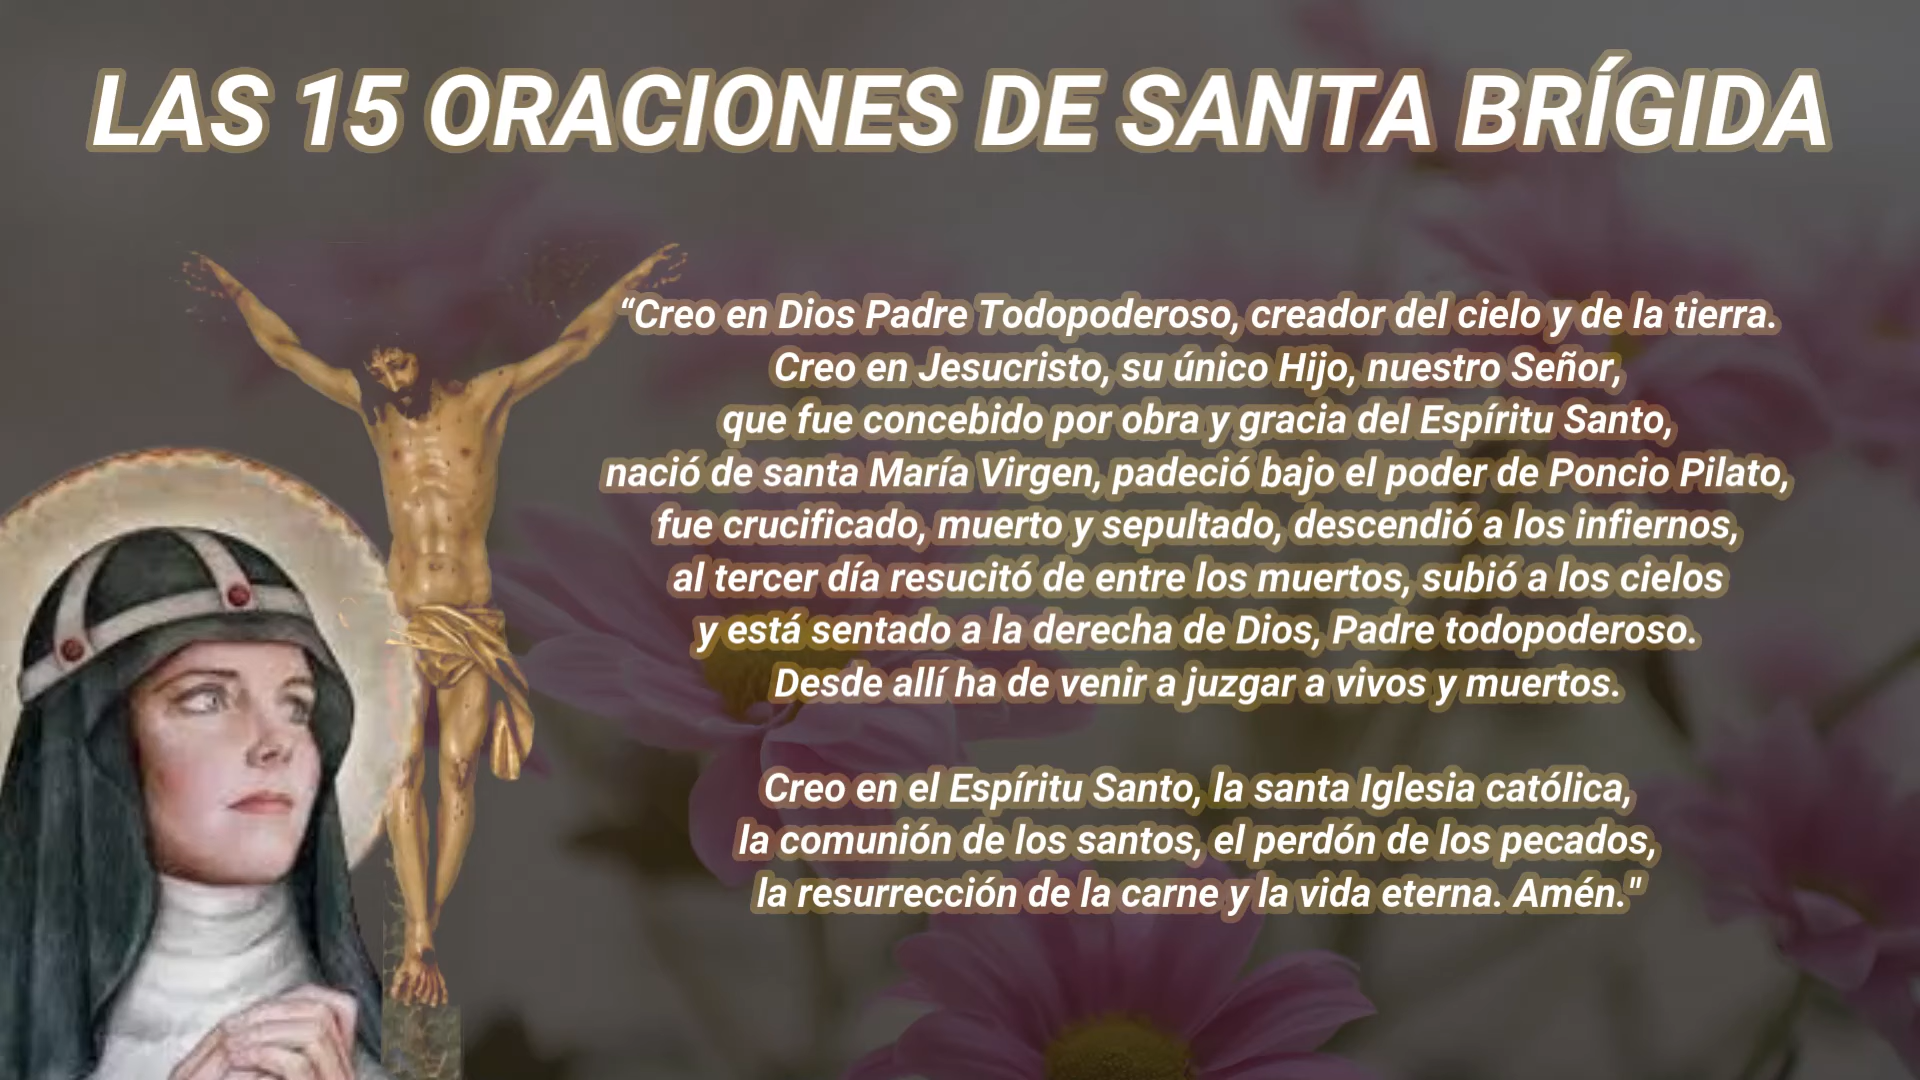 LAS 15 ORACIONES DE SANTA BRÍGIDA
“Creo en Dios Padre Todopoderoso, creador del cielo y de la tierra.
Creo en Jesucristo, su único Hijo, nuestro Señor,
que fue concebido por obra y gracia del Espíritu Santo,
nació de santa María Virgen, padeció bajo el poder de Poncio Pilato,
fue crucificado, muerto y sepultado, descendió a los infiernos,
al tercer día resucitó de entre los muertos, subió a los cielos
y está sentado a la derecha de Dios, Padre todopoderoso.
Desde allí ha de venir a juzgar a vivos y muertos.
Creo en el Espíritu Santo, la santa Iglesia católica,
la comunión de los santos, el perdón de los pecados,
la resurrección de la carne y la vida eterna. Amén."